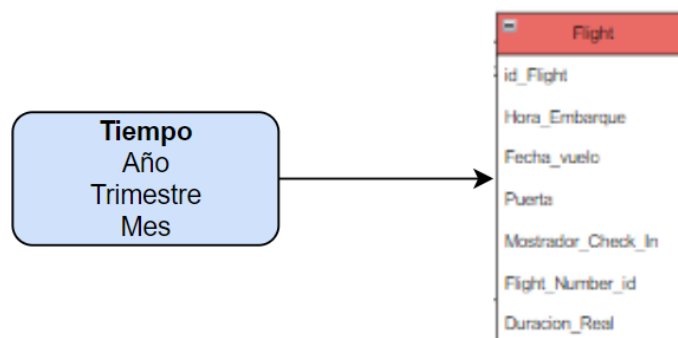 Tiempo
Año
Trimestre
Mes
Flight
id_Flight
Hora_Embarque
Fecha_vuelo
Puerta
Mostrador_Check_In
Flight_Number_id
Duracion_Real